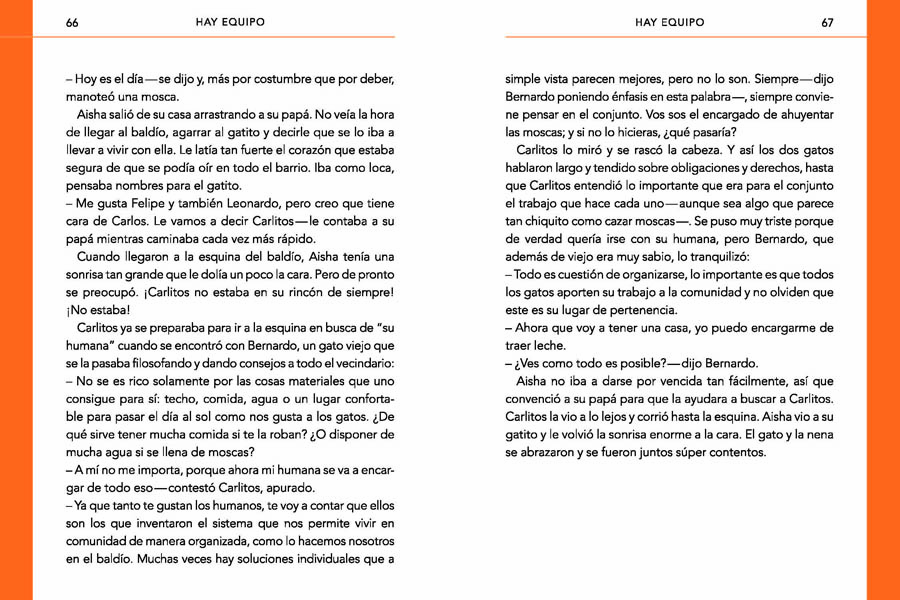 66
HAY EQUIPO
– Hoy es el día—se dijo y, más por costumbre que por deber,
manoteó una mosca.
Aisha salió de su casa arrastrando a su papá. No veía la hora
de llegar al baldío, agarrar al gatito y decirle que se lo iba a
llevar a vivir con ella. Le latía tan fuerte el corazón que estaba
segura de que se podía oír en todo el barrio. Iba como loca,
pensaba nombres para el gatito.
– Me gusta Felipe y también Leonardo, pero creo que tiene
cara de Carlos. Le vamos a decir Carlitos—le contaba a su
papá mientras caminaba cada vez más rápido.
Cuando llegaron a la esquina del baldío, Aisha tenía una
sonrisa tan grande que le dolía un poco la cara. Pero de pronto
se preocupó. ¡Carlitos no estaba en su rincón de siempre!
¡No estaba!
Carlitos ya se preparaba para ir a la esquina en busca de "su
humana" cuando se encontró con Bernardo, un gato viejo que
se la pasaba filosofando y dando consejos a todo el vecindario:
– No se es rico solamente por las cosas materiales que uno
consigue para sí: techo, comida, agua o un lugar conforta-
ble para pasar el día al sol como nos gusta a los gatos. ¿De
qué sirve tener mucha comida si te la roban? ¿O disponer de
mucha agua si se llena de moscas?
– A mí no me importa, porque ahora mi humana se va a encar-
gar de todo eso—contestó Carlitos, apurado.
– Ya que tanto te gustan los humanos, te voy a contar que ellos
son los que inventaron el sistema que nos permite vivir en
comunidad de manera organizada, como lo hacemos nosotros
en el baldío. Muchas veces hay soluciones individuales que a
HAY EQUIPO
67
simple vista parecen mejores, pero no lo son. Siempre—dijo
Bernardo poniendo énfasis en esta palabra—, siempre convie-
ne pensar en el conjunto. Vos sos el encargado de ahuyentar
las moscas; y si no lo hicieras, ¿qué pasaría?
Carlitos lo miró y se rascó la cabeza. Y así los dos gatos
hablaron largo y tendido sobre obligaciones y derechos, hasta
que Carlitos entendió lo importante que era para el conjunto
el trabajo que hace cada uno—aunque sea algo que parece
tan chiquito como cazar moscas—. Se puso muy triste porque
de verdad quería irse con su humana, pero Bernardo, que
además de viejo era muy sabio, lo tranquilizó:
– Todo es cuestión de organizarse, lo importante es que todos
los gatos aporten su trabajo a la comunidad y no olviden que
este es su lugar de pertenencia.
– Ahora que voy a tener una casa, yo puedo encargarme de
traer leche.
– ¿Ves como todo es posible?—dijo Bernardo.
Aisha no iba a darse por vencida tan fácilmente, así que
convenció a su papá para que la ayudara a buscar a Carlitos.
Carlitos la vio a lo lejos y corrió hasta la esquina. Aisha vio a su
gatito y le volvió la sonrisa enorme a la cara. El gato y la nena
se abrazaron y se fueron juntos súper contentos.